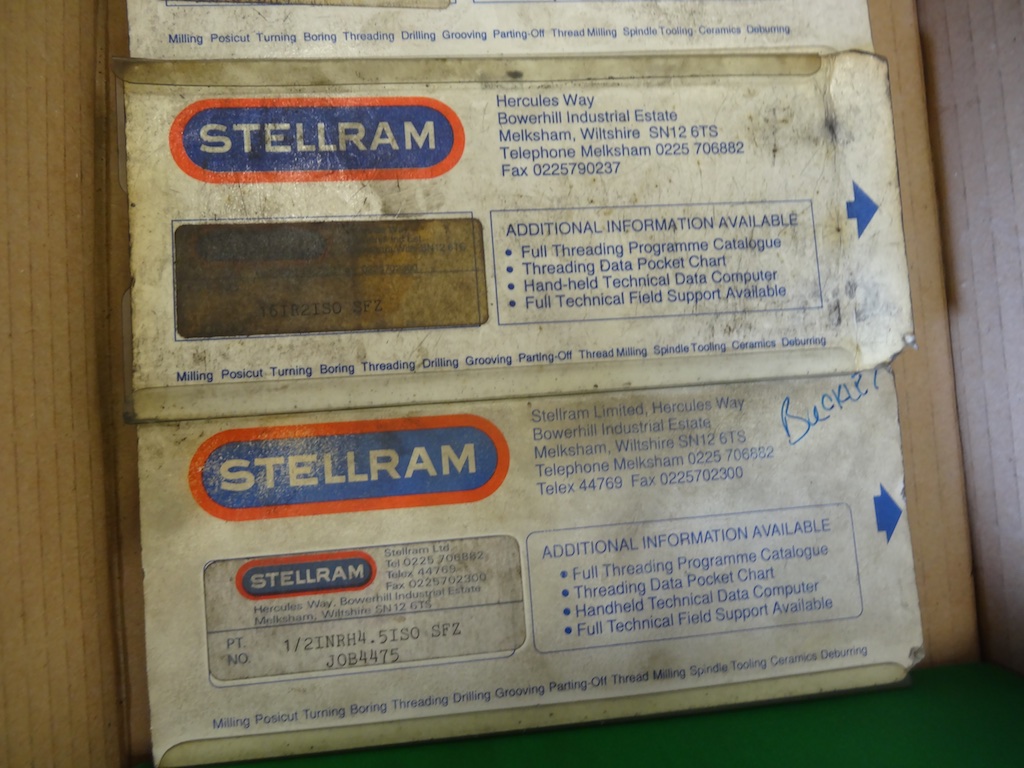 Milling Posicut Turning Boring Threading Drilling Grooving Parting-Off Thread Milling Spindle Tooling Ceramics Deburring
STELLRAM
Hercules Way
Bowerhill Industrial Estate
Melksham, Wiltshire SN12 6TS
Telephone Melksham 0225 706882
Fax 0225790237
16IR2ISO SFZ
ADDITIONAL INFORMATION AVAILABLE
• Full Threading Programme Catalogue
• Threading Data Pocket Chart
• Hand-held Technical Data Computer
• Full Technical Field Support Available
Milling Posicut Turning Boring Threading Drilling Grooving Parting-Off Thread Milling Spindle Tooling Ceramics Deburring
STELLRAM
Stellram Limited, Hercules Way
Bowerhill Industrial Estate
Melksham, Wiltshire SN12 6TS
Telephone Melksham 0225 706882
Telex 44769 Fax 0225702300
STELLRAM
Stellram Ltd
Tel 0225 706882,
Telex 44769
Fax 0225702300
Hercules Way, Bowerhill Industrial Estate
Melksham, Wiltshire SN12 6TS
PT. NO. 1/2INRH4.5ISO SFZ
JOB4475
ADDITIONAL INFORMATION AVAILABLE
• Full Threading Programme Catalogue
• Threading Data Pocket Chart
• Handheld Technical Data Computer
• Full Technical Field Support Available
Milling Posicut Turning Boring Threading Drilling Grooving Parting-Off Thread Milling Spindle Tooling Ceramics Deburring